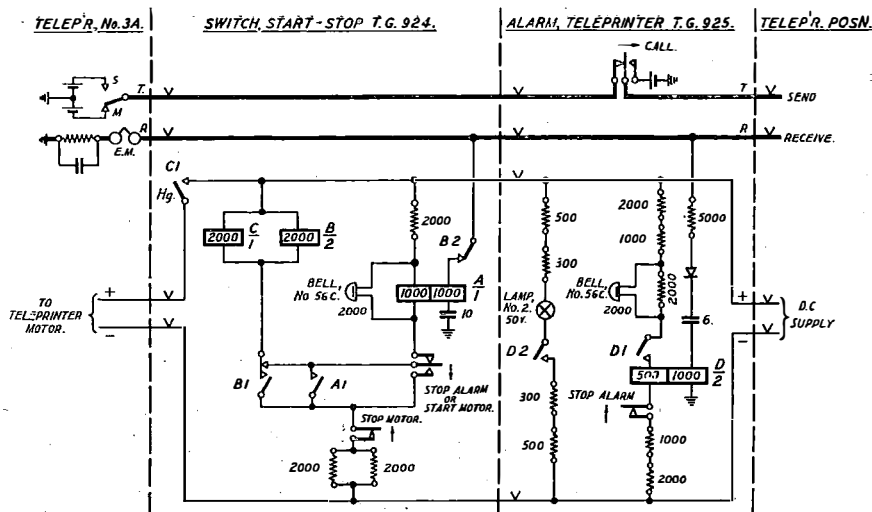 TELEP'R, No. 3A.
SWITCH, START-STOP T.G. 924.
ALARM, TELEPRINTER T.G. 925.
TELEP'R. POSN.
CALL.
S
T.
M
T
SEND
R
R
RECEIVE.
E.M.
C1
Hg.
2000
C/1
2000
B/2
2000
B2
BELL,
No. 56C.
2000
1000
1000
A/1
10
500
300
LAMP,
No. 2.
50V.
D2
2000
1000
5000
BELL,
No. 56C.
2000
2000
6.
D1
500
1000
D/2
+
TO
TELEPRINTER
MOTOR.
-
+
D.C
SUPPLY
-
B1
A1
STOP ALARM
OR
START MOTOR.
STOP MOTOR.
2000
2000
300
500
STOP ALARM
1000
2000